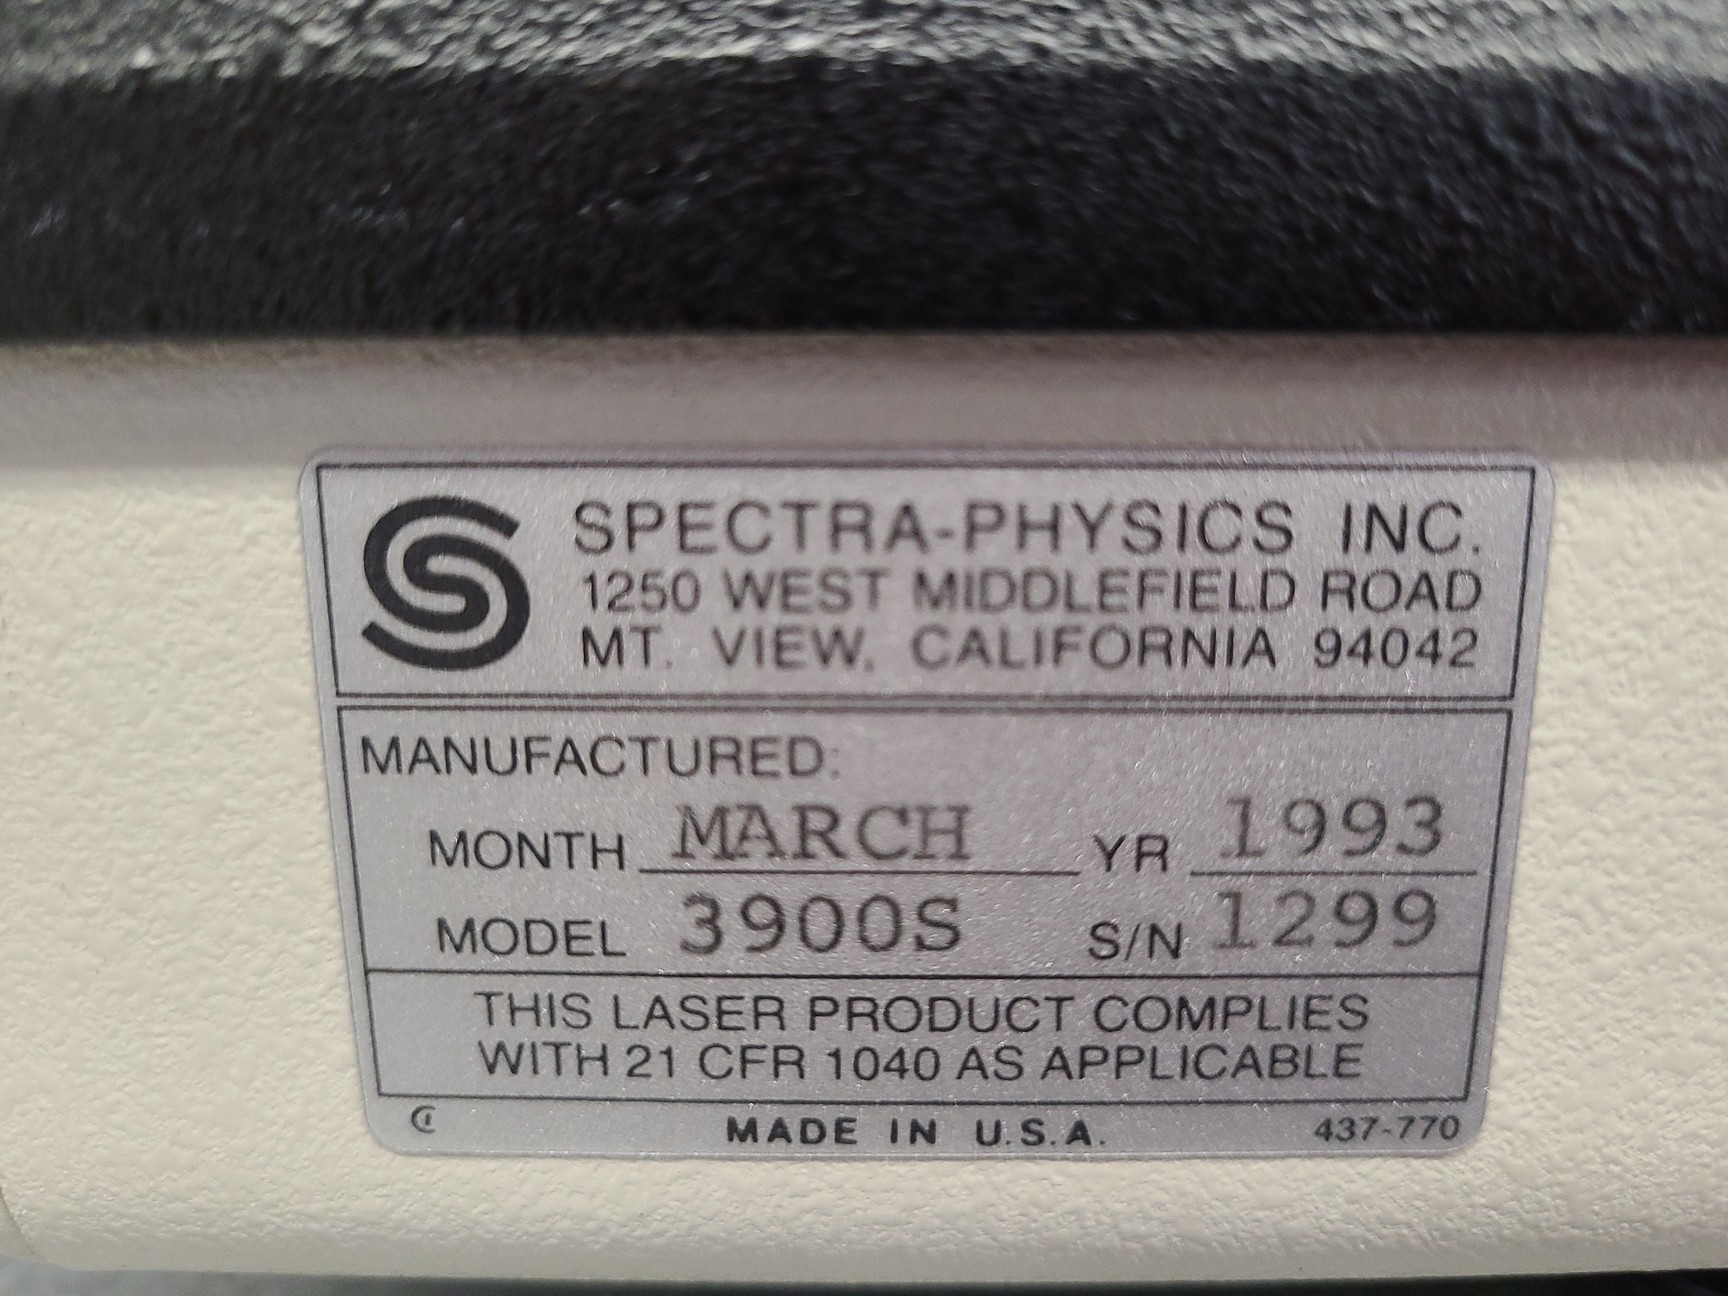 SPECTRA-PHYSICS INC.
1250 WEST MIDDLEFIELD ROAD
MT. VIEW, CALIFORNIA 94042
MANUFACTURED:
MONTH MARCH YR 1993
MODEL 3900S S/N 1299
THIS LASER PRODUCT COMPLIES
WITH 21 CFR 1040 AS APPLICABLE
MADE IN U.S.A. 437-770